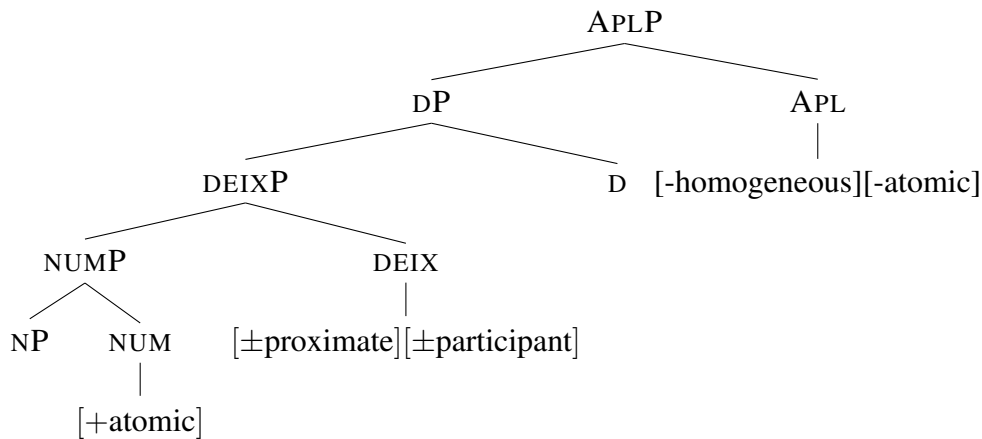 APLP
DP APL
DEIXP D [-homogeneous][-atomic]
NUMP DEIX
NP NUM [±proximate][±participant]
[+atomic]